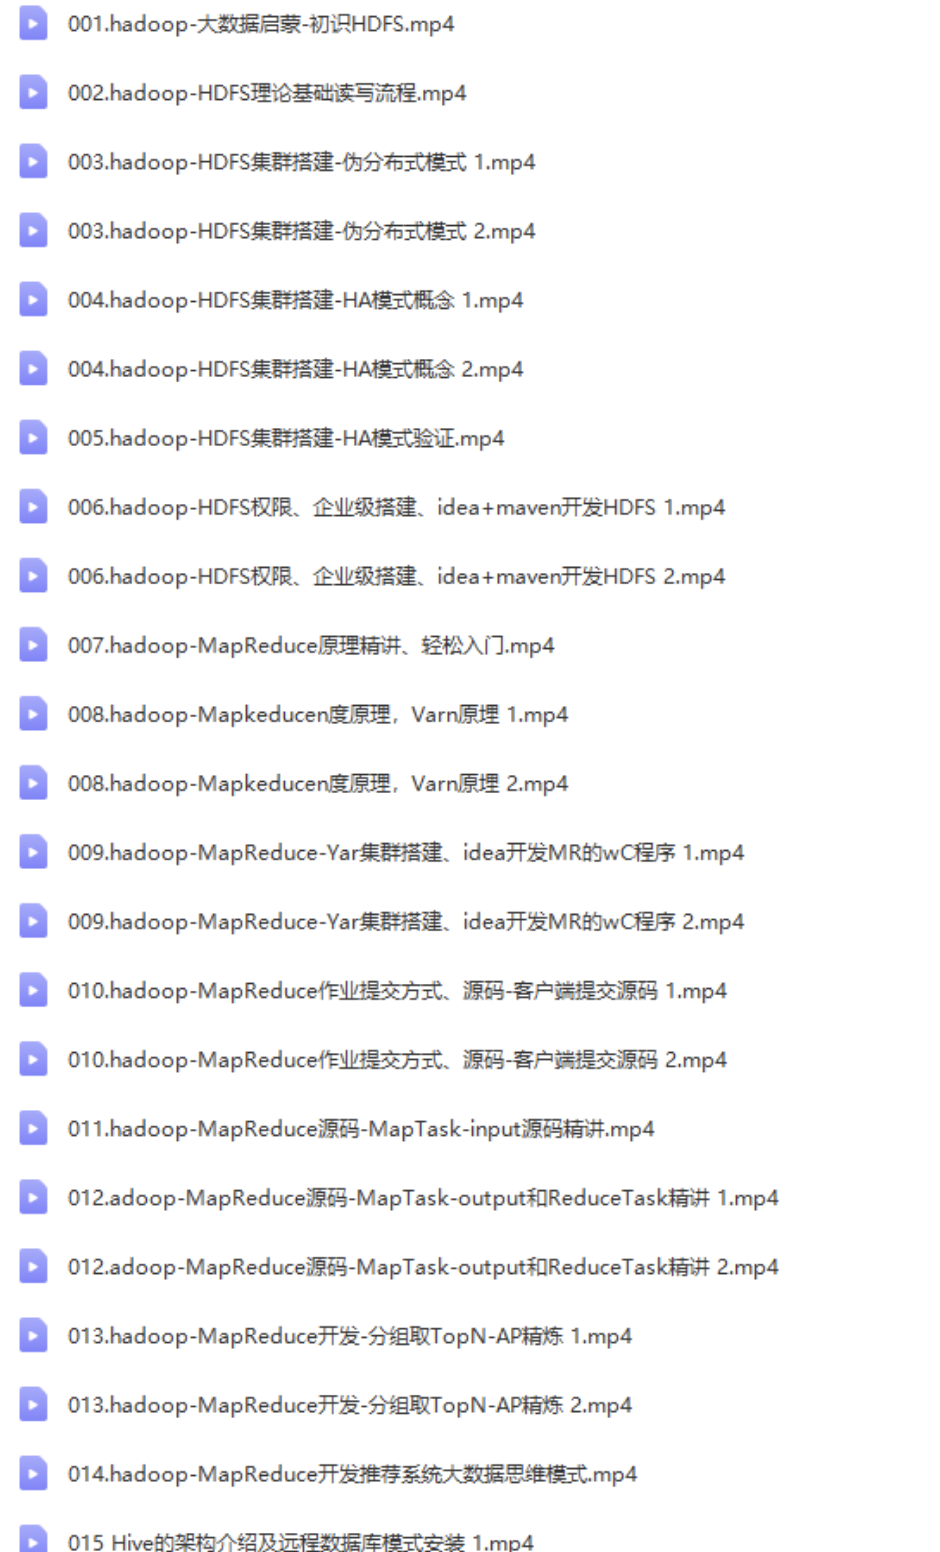 001.hadoop-大数据启蒙-初识HDFS.mp4
002.hadoop-HDFS理论基础读写流程.mp4
003.hadoop-HDFS集群搭建-伪分布式模式 1.mp4
003.hadoop-HDFS集群搭建-伪分布式模式 2.mp4
004.hadoop-HDFS集群搭建-HA模式概念 1.mp4
004.hadoop-HDFS集群搭建-HA模式概念 2.mp4
005.hadoop-HDFS集群搭建-HA模式验证.mp4
006.hadoop-HDFS权限、企业级搭建、idea+maven开发HDFS 1.mp4
006.hadoop-HDFS权限、企业级搭建、idea+maven开发HDFS 2.mp4
007.hadoop-MapReduce原理精讲、轻松入门.mp4
008.hadoop-Mapkeducen度原理，Varn原埋 1.mp4
008.hadoop-Mapkeducen度原理，Varn原埋 2.mp4
009.hadoop-MapReduce-Yar集群搭建、idea开发MR的wC程序 1.mp4
009.hadoop-MapReduce-Yar集群搭建、idea开发MR的wC程序 2.mp4
010.hadoop-MapReduce作业提交方式、源码-客户端提交源码 1.mp4
010.hadoop-MapReduce作业提交方式、源码-客户端提交源码 2.mp4
011.hadoop-MapReduce源码-MapTask-input源码精讲.mp4
012.adoop-MapReduce源码-MapTask-output和ReduceTask精讲 1.mp4
012.adoop-MapReduce源码-MapTask-output和ReduceTask精讲 2.mp4
013.hadoop-MapReduce开发-分组取TopN-AP精炼 1.mp4
013.hadoop-MapReduce开发-分组取TopN-AP精炼 2.mp4
014.hadoop-MapReduce开发推荐系统大数据思维模式.mp4
015 Hive的架构介绍及远程数据库模式安装 1.mp4